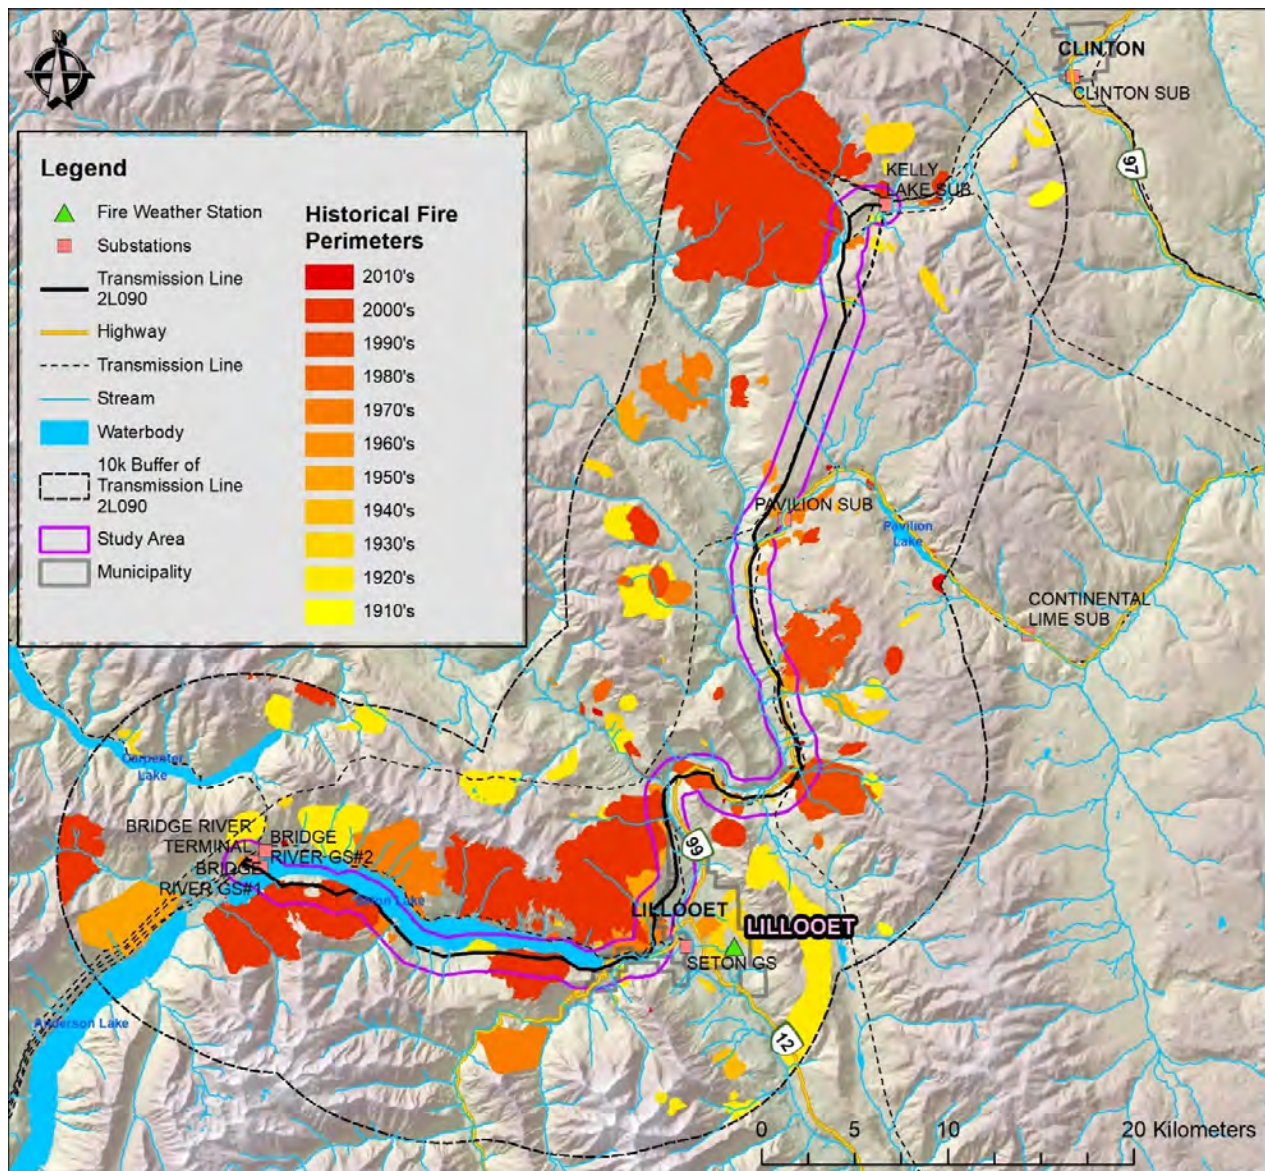 N
CLINTON
CLINTON SUB
97
KELLY
LAKE SUB
Legend
Fire Weather Station
Substations
Transmission Line
2L090
Highway
Transmission Line
Stream
Waterbody
10k Buffer of
Transmission Line
2L090
Study Area
Municipality
Historical Fire
Perimeters
2010's
2000's
1990's
1980's
1970's
1960's
1950's
1940's
1930's
1920's
1910's
PAVILION SUB
Pavilion
Lake
CONTINENTAL
LIME SUB
Carpenter
Lake
BRIDGE RIVER
TERMINAL
BRIDGE
RIVER GS#2
BRIDGE
RIVER GS#1
99
Seton Lake
LILLOOET
LILLOOET
SETON GS
Anderson Lake
12
0 5 10 20 Kilometers